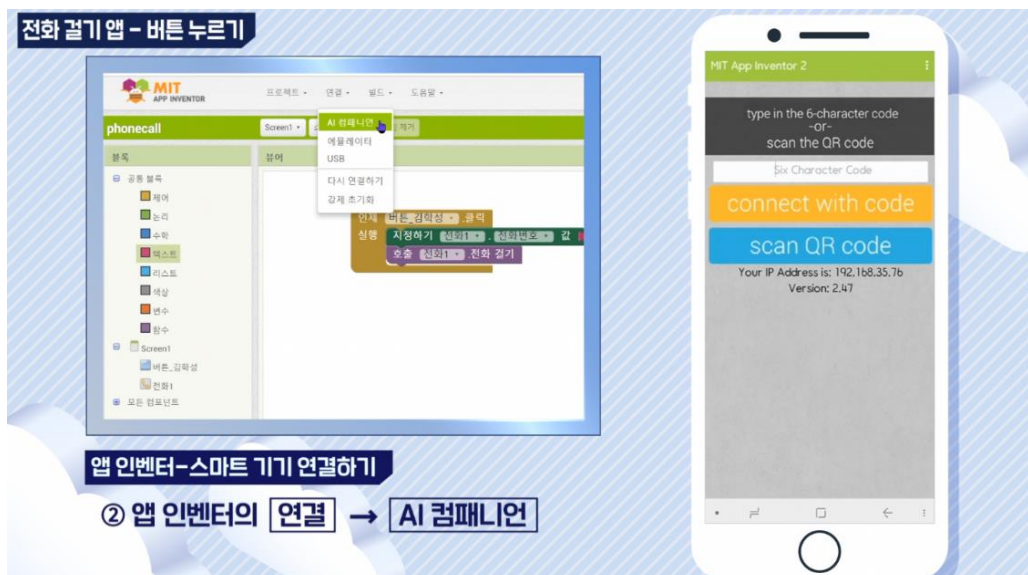 전화 걸기 앱 - 버튼 누르기
MIT
APP INVENTOR
프로젝트 연결 빌드 도움말
phonecall
Screen1
제거
AI 컴패니언
에뮬레이터
USB
다시 연결하기
강제 초기화
블록
뷰어
공통 블록
제어
논리
수학
텍스트
리스트
색상
변수
함수
Screen1
버튼_김학성
전화1
모든 컴포넌트
언제 버튼_김학성 .클릭
실행 지정하기 전화1 . 전화번호 값
호출 전화1 .전화 걸기
앱 인벤터-스마트 기기 연결하기
② 앱 인벤터의 연결 → AI 컴패니언
MIT App Inventor 2
type in the 6-character code
-or-
scan the QR code
Six Character Code
connect with code
scan QR code
Your IP Address is: 192.168.35.76
Version: 2.47